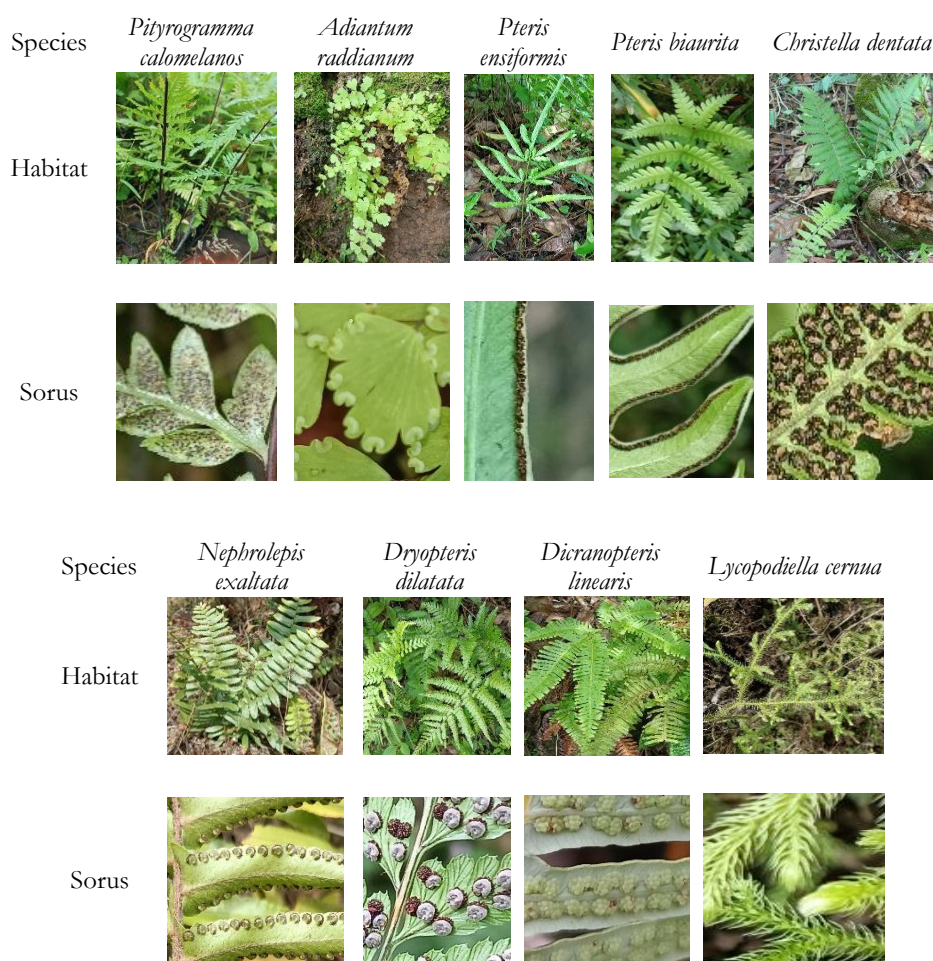 Species
Pityrogramma
calomelanos
Adiantum
raddianum
Pteris
ensiformis
Pteris biaurita
Christella dentata
Habitat
Sorus
Species
Nephrolepis
exaltata
Dryopteris
dilatata
Dicranopteris
linearis
Lycopodiella cernua
Habitat
Sorus